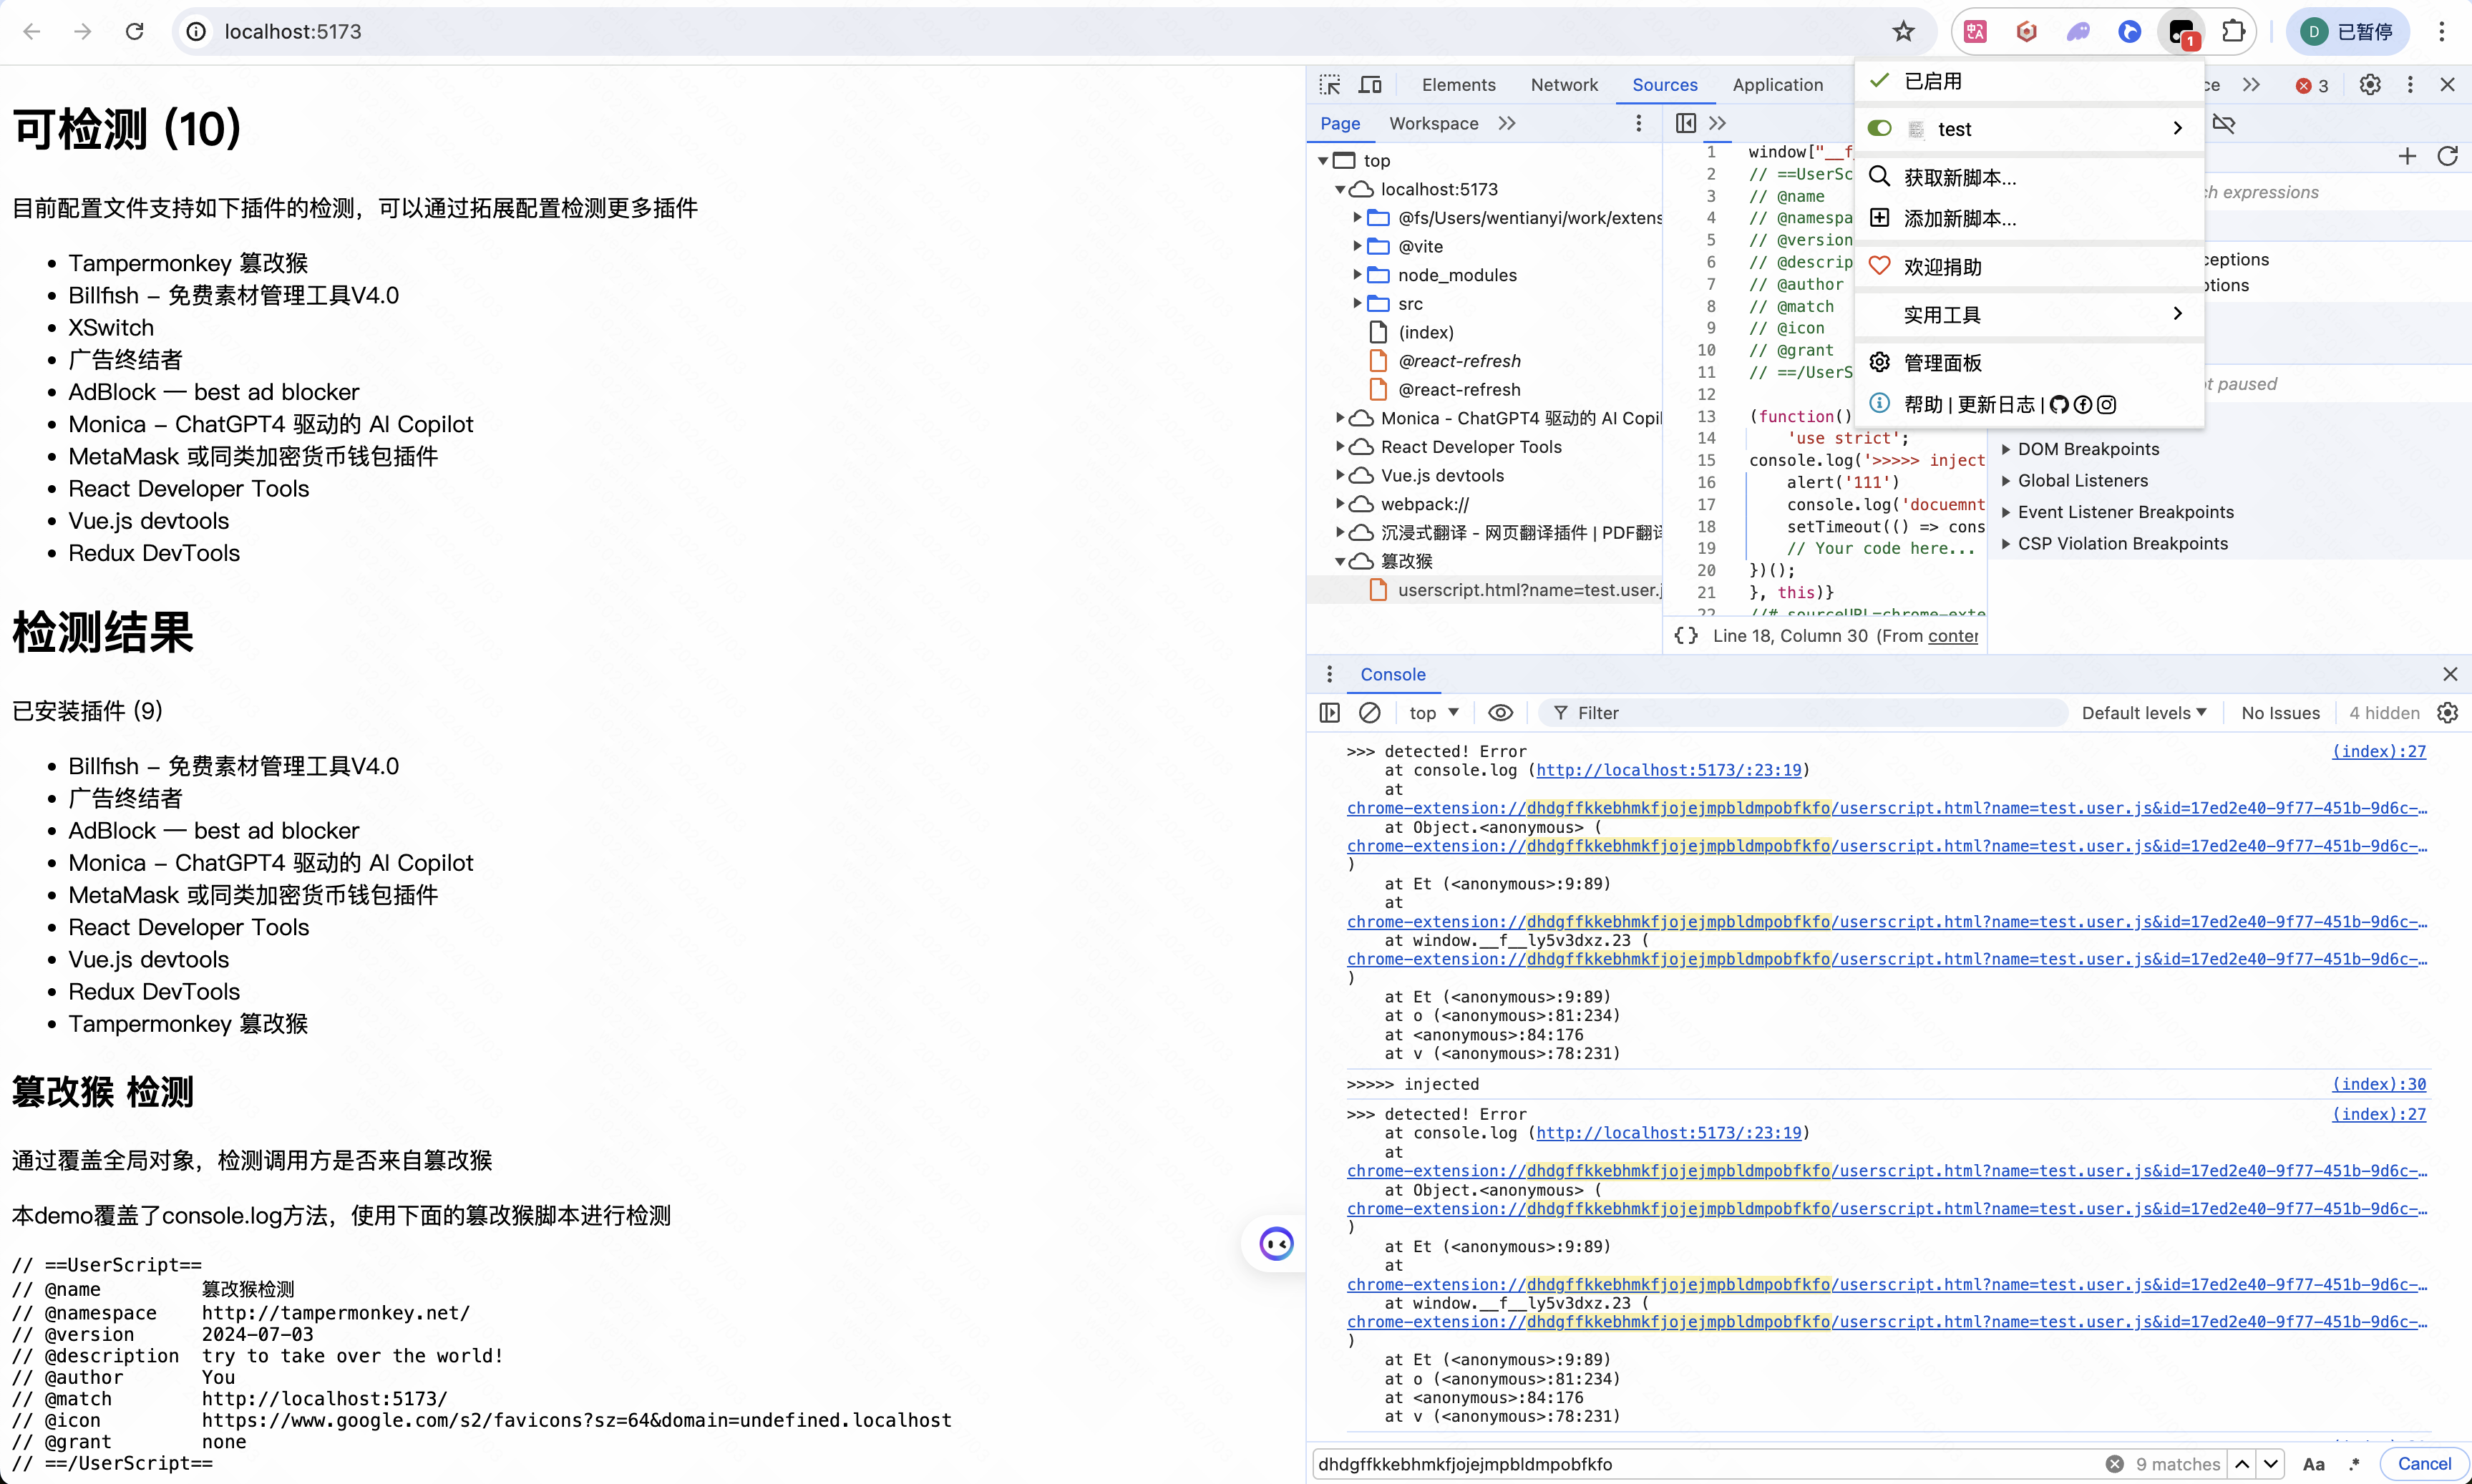 localhost:5173
1
D 已暂停
可检测 (10)
目前配置文件支持如下插件的检测，可以通过拓展配置检测更多插件
Tampermonkey 篡改猴
Billfish – 免费素材管理工具V4.0
XSwitch
广告终结者
AdBlock — best ad blocker
Monica – ChatGPT4 驱动的 AI Copilot
MetaMask 或同类加密货币钱包插件
React Developer Tools
Vue.js devtools
Redux DevTools
检测结果
已安装插件 (9)
Billfish – 免费素材管理工具V4.0
广告终结者
AdBlock — best ad blocker
Monica – ChatGPT4 驱动的 AI Copilot
MetaMask 或同类加密货币钱包插件
React Developer Tools
Vue.js devtools
Redux DevTools
Tampermonkey 篡改猴
篡改猴 检测
通过覆盖全局对象，检测调用方是否来自篡改猴
本demo覆盖了console.log方法，使用下面的篡改猴脚本进行检测
// ==UserScript==
// @name 篡改猴检测
// @namespace http://tampermonkey.net/
// @version 2024-07-03
// @description try to take over the world!
// @author You
// @match http://localhost:5173/
// @icon https://www.google.com/s2/favicons?sz=64&domain=undefined.localhost
// @grant none
// ==/UserScript==
Elements Network Sources Application ce 3
Page Workspace
top
localhost:5173
@fs/Users/wentianyi/work/extens
@vite
node_modules
src
(index)
@react-refresh
@react-refresh
Monica - ChatGPT4 驱动的 AI Copil
React Developer Tools
Vue.js devtools
webpack://
沉浸式翻译 - 网页翻译插件 | PDF翻译
篡改猴
userscript.html?name=test.user.j
1 window["__f_
2 // ==UserSc
3 // @name
4 // @namespa
5 // @version
6 // @descrip
7 // @author
8 // @match
9 // @icon
10 // @grant
11 // ==/UserS
12
13 (function()
14 'use strict';
15 console.log('>>>>> inject
16 alert('111')
17 console.log('docuemnt
18 setTimeout(() => cons
19 // Your code here...
20 })();
21 }, this)}
22 //# sourceURL=chrome-exte
{} Line 18, Column 30 (From conten
已启用
test
获取新脚本...
添加新脚本...
欢迎捐助
实用工具
管理面板
帮助 | 更新日志 |
ch expressions
ceptions
ptions
t paused
DOM Breakpoints
Global Listeners
Event Listener Breakpoints
CSP Violation Breakpoints
Console
top Filter Default levels No Issues 4 hidden
>>> detected! Error (index):27
at console.log (http://localhost:5173/:23:19)
at
chrome-extension://dhdgffkkebhmkfjojejmpbldmpobfkfo/userscript.html?name=test.user.js&id=17ed2e40-9f77-451b-9d6c-…
at Object.<anonymous> (
chrome-extension://dhdgffkkebhmkfjojejmpbldmpobfkfo/userscript.html?name=test.user.js&id=17ed2e40-9f77-451b-9d6c-…
)
at Et (<anonymous>:9:89)
at
chrome-extension://dhdgffkkebhmkfjojejmpbldmpobfkfo/userscript.html?name=test.user.js&id=17ed2e40-9f77-451b-9d6c-…
at window.__f__ly5v3dxz.23 (
chrome-extension://dhdgffkkebhmkfjojejmpbldmpobfkfo/userscript.html?name=test.user.js&id=17ed2e40-9f77-451b-9d6c-…
)
at Et (<anonymous>:9:89)
at o (<anonymous>:81:234)
at <anonymous>:84:176
at v (<anonymous>:78:231)
>>>>> injected (index):30
>>> detected! Error (index):27
at console.log (http://localhost:5173/:23:19)
at
chrome-extension://dhdgffkkebhmkfjojejmpbldmpobfkfo/userscript.html?name=test.user.js&id=17ed2e40-9f77-451b-9d6c-…
at Object.<anonymous> (
chrome-extension://dhdgffkkebhmkfjojejmpbldmpobfkfo/userscript.html?name=test.user.js&id=17ed2e40-9f77-451b-9d6c-…
)
at Et (<anonymous>:9:89)
at
chrome-extension://dhdgffkkebhmkfjojejmpbldmpobfkfo/userscript.html?name=test.user.js&id=17ed2e40-9f77-451b-9d6c-…
at window.__f__ly5v3dxz.23 (
chrome-extension://dhdgffkkebhmkfjojejmpbldmpobfkfo/userscript.html?name=test.user.js&id=17ed2e40-9f77-451b-9d6c-…
)
at Et (<anonymous>:9:89)
at o (<anonymous>:81:234)
at <anonymous>:84:176
at v (<anonymous>:78:231)
dhdgffkkebhmkfjojejmpbldmpobfkfo 9 matches Aa .* Cancel